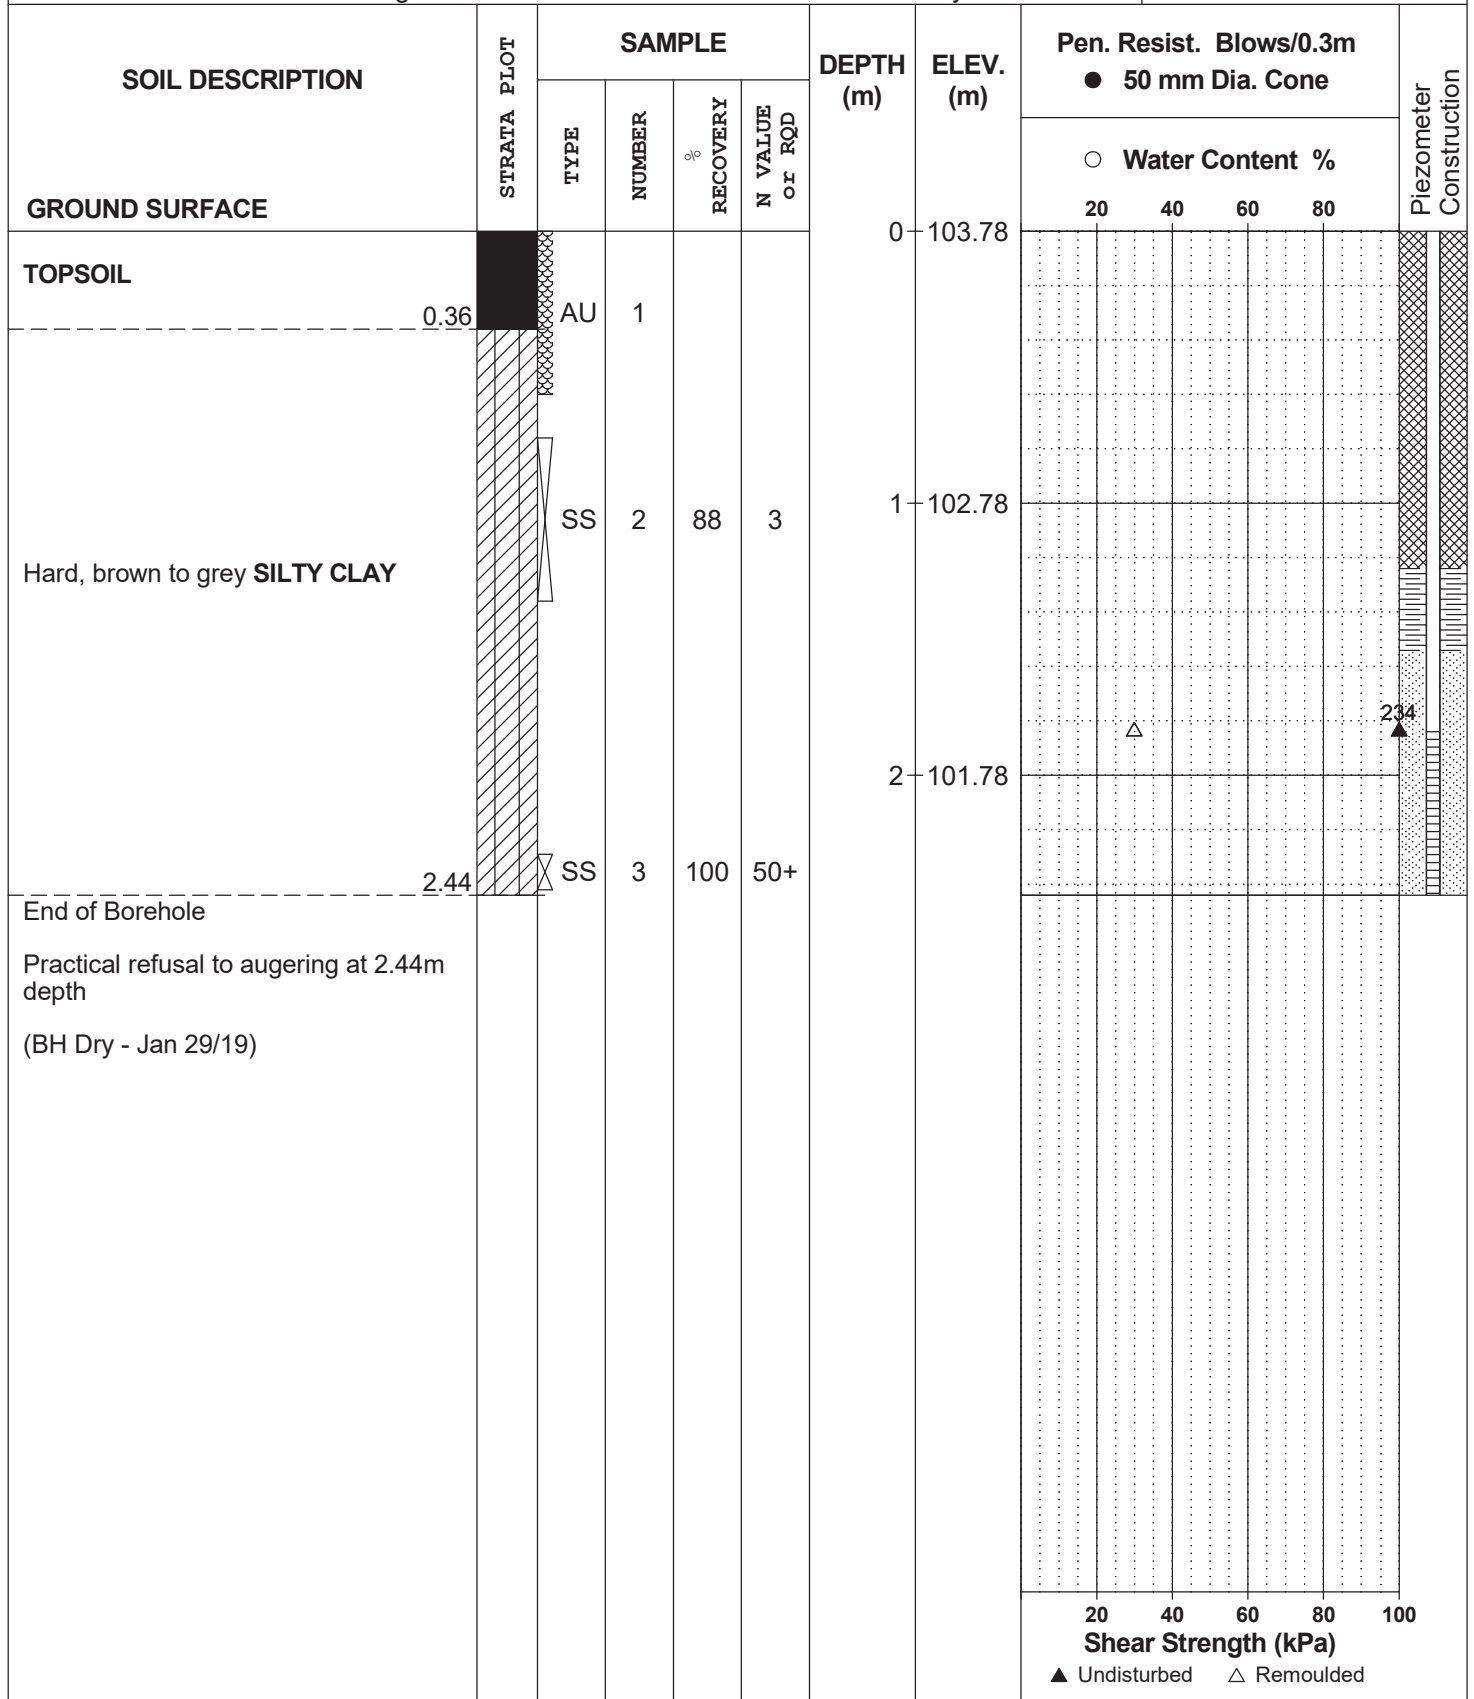 SOIL DESCRIPTION
GROUND SURFACE
STRATA PLOT
SAMPLE
TYPE
NUMBER
%
RECOVERY
N VALUE
or RQD
DEPTH
(m)
ELEV.
(m)
Pen. Resist. Blows/0.3m
● 50 mm Dia. Cone
○ Water Content %
20 40 60 80
Piezometer
Construction
0 103.78
TOPSOIL
0.36
AU 1
1 102.78
SS 2 88 3
Hard, brown to grey SILTY CLAY
234
2 101.78
SS 3 100 50+
2.44
End of Borehole
Practical refusal to augering at 2.44m
depth
(BH Dry - Jan 29/19)
20 40 60 80 100
Shear Strength (kPa)
▲ Undisturbed △ Remoulded